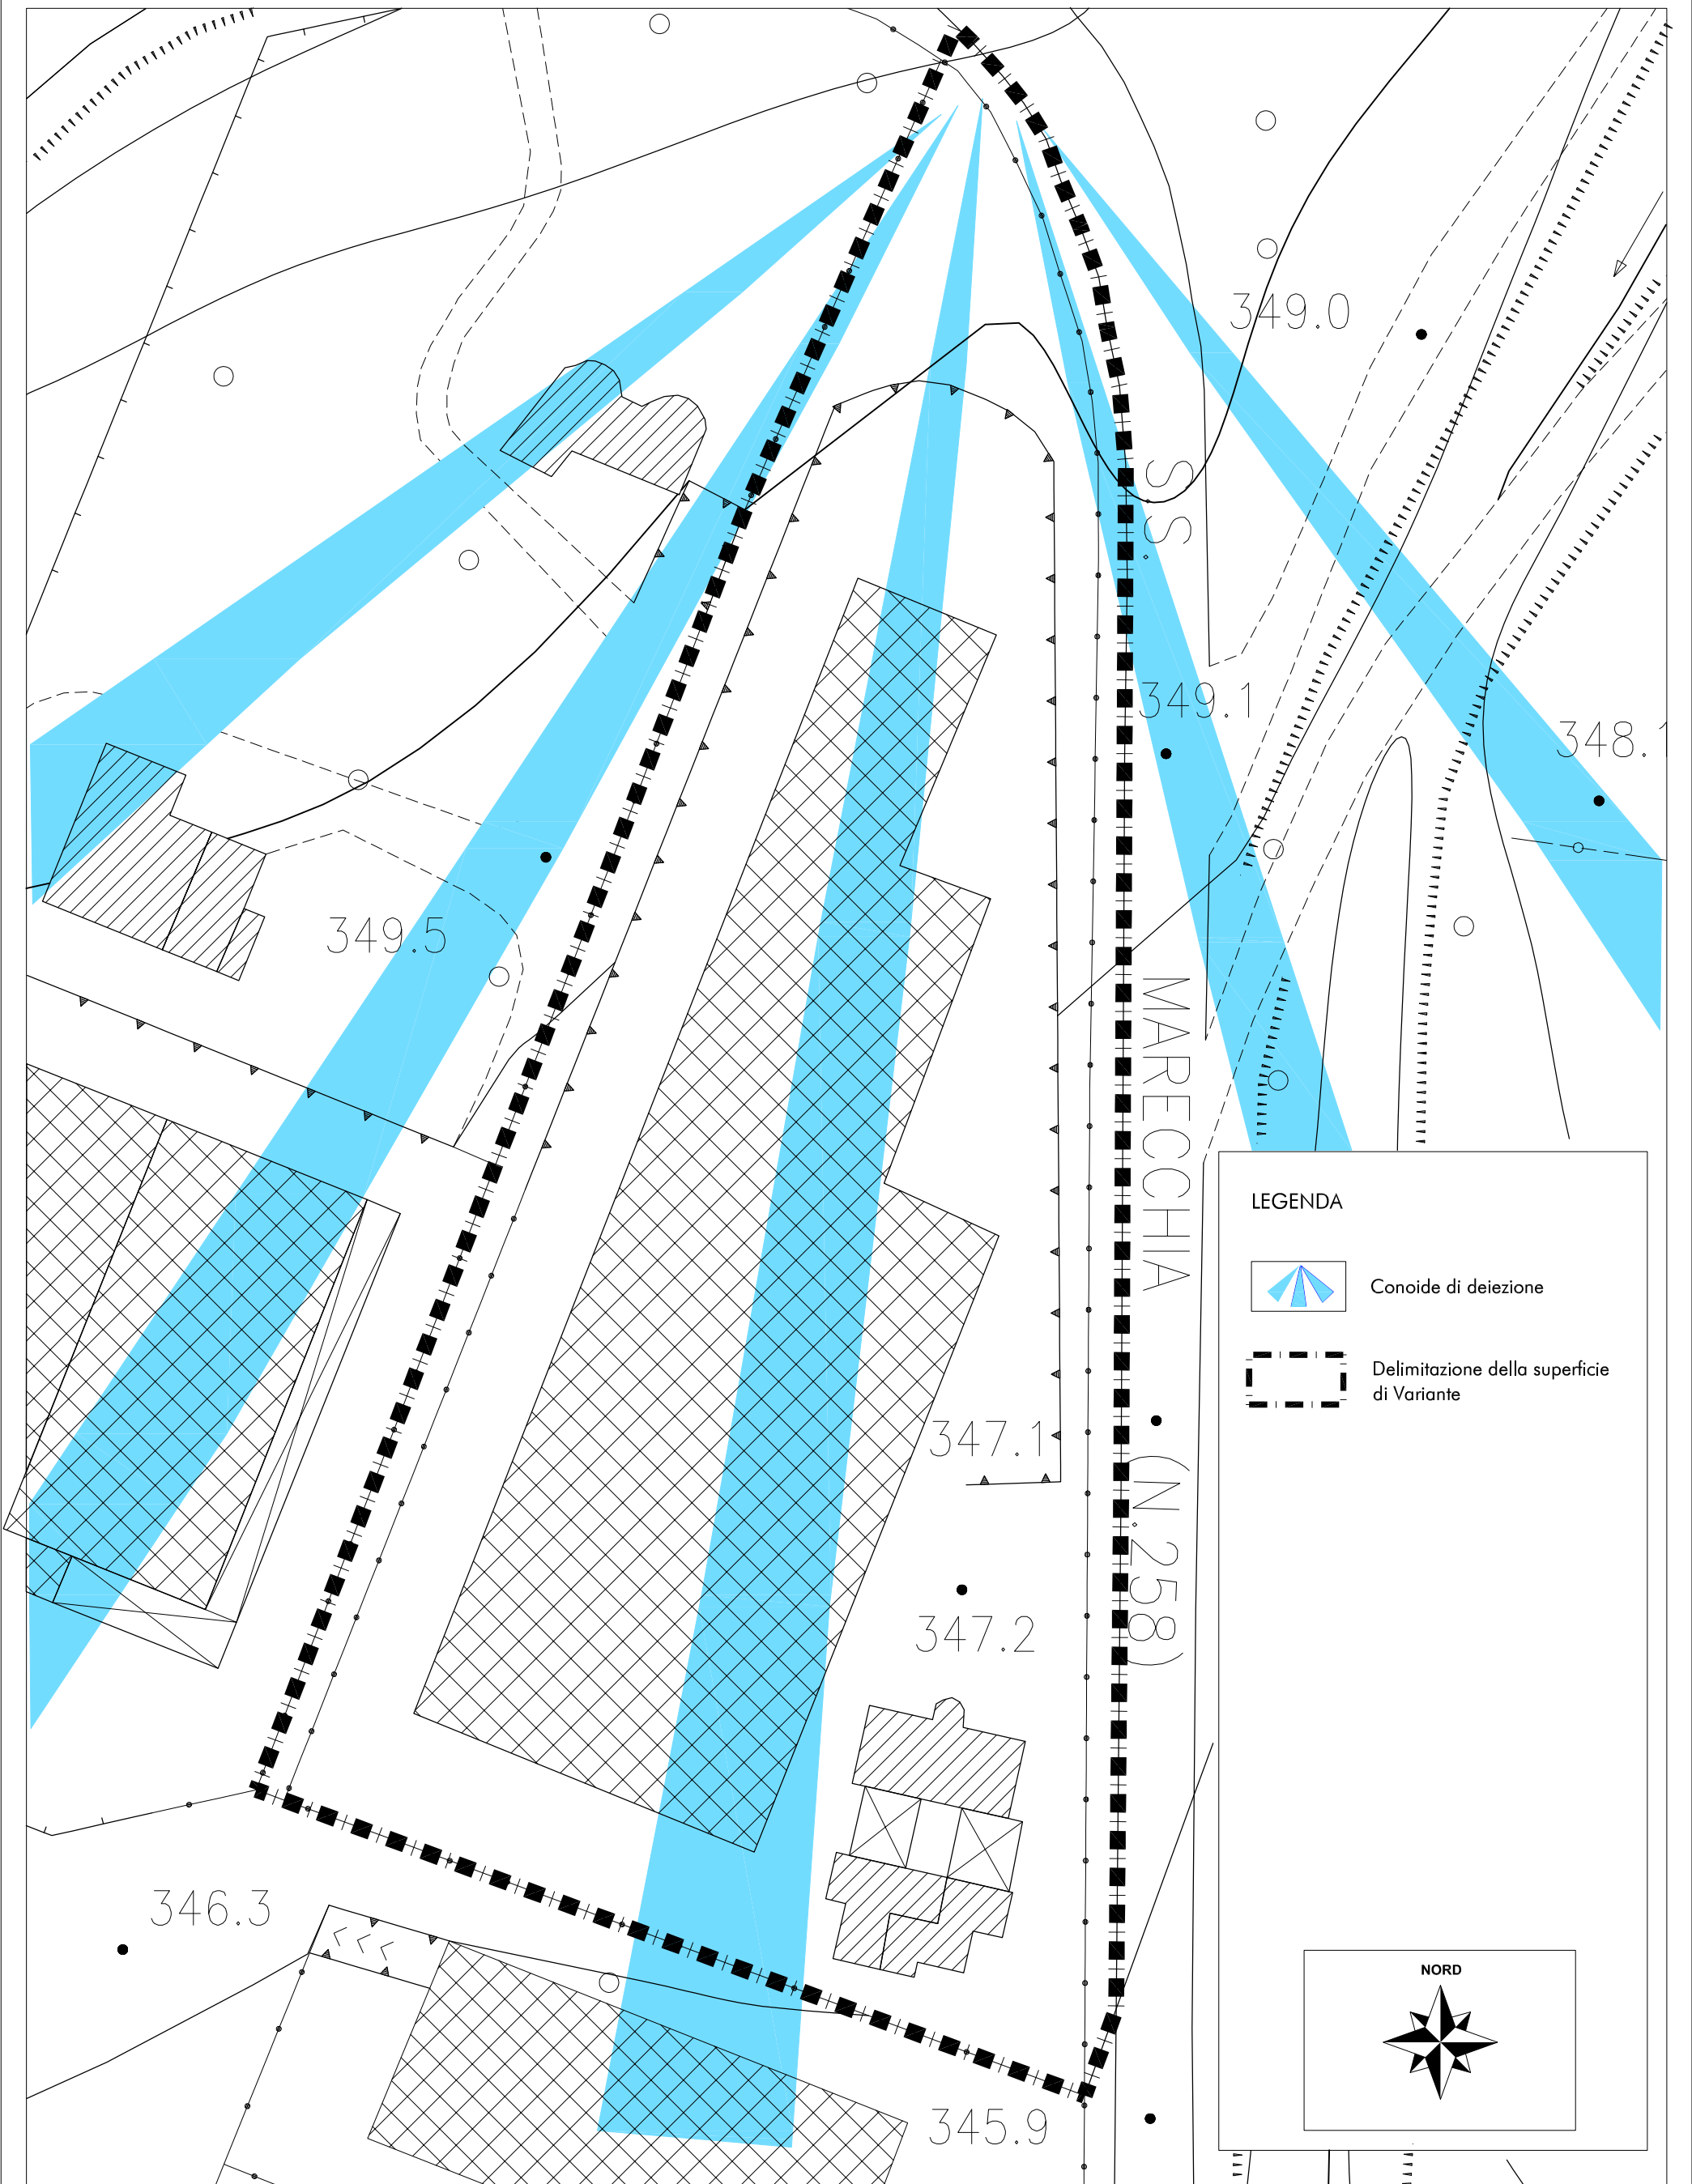 349.0
S.S.
349.1
348.1
349.5
MARECCHIA
LEGENDA
Conoide di deiezione
Delimitazione della superficie
di Variante
347.1
(N.258)
347.2
346.3
NORD
345.9